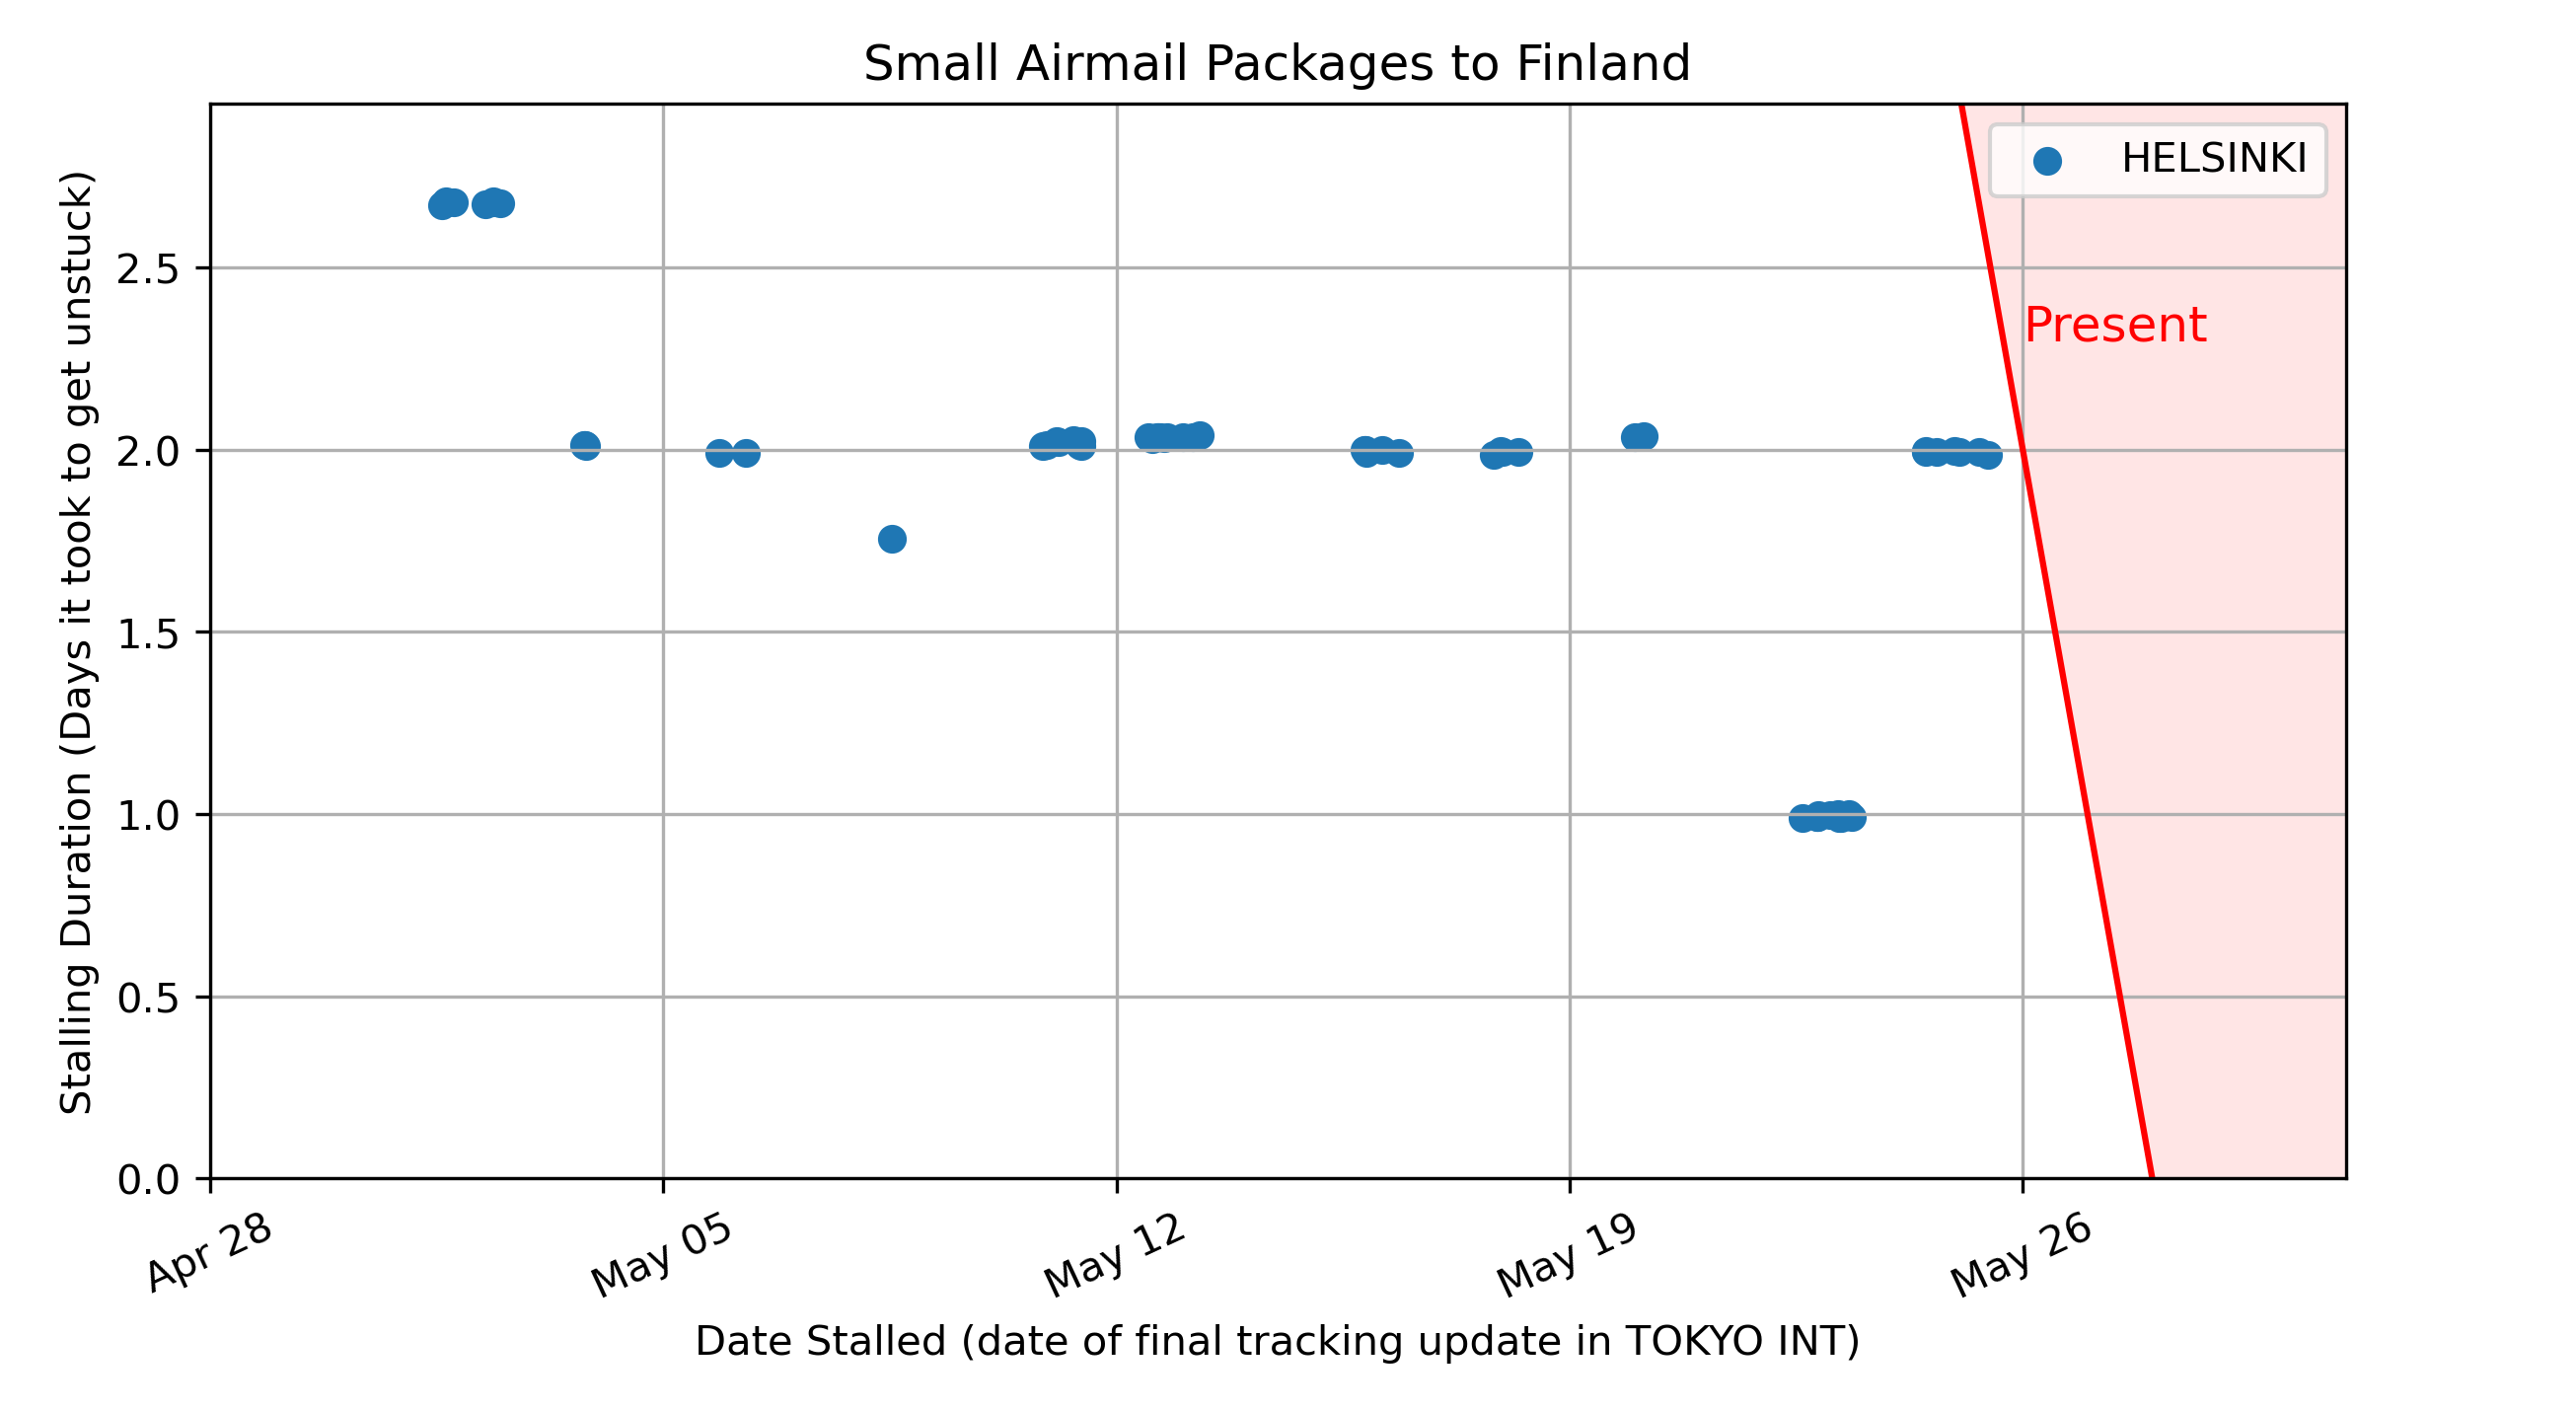 Small Airmail Packages to Finland
HELSINKI
Present
Stalling Duration (Days it took to get unstuck)
2.5
2.0
1.5
1.0
0.5
0.0
Apr 28
May 05
May 12
May 19
May 26
Date Stalled (date of final tracking update in TOKYO INT)